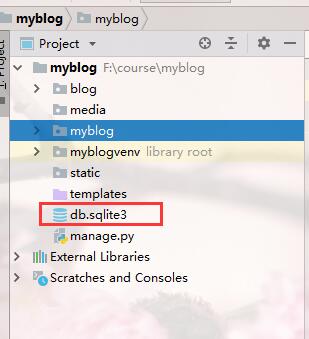 myblog myblog
1: Project
Project
myblog F:\course\myblog
blog
media
myblog
myblogvenv library root
static
templates
db.sqlite3
manage.py
External Libraries
Scratches and Consoles